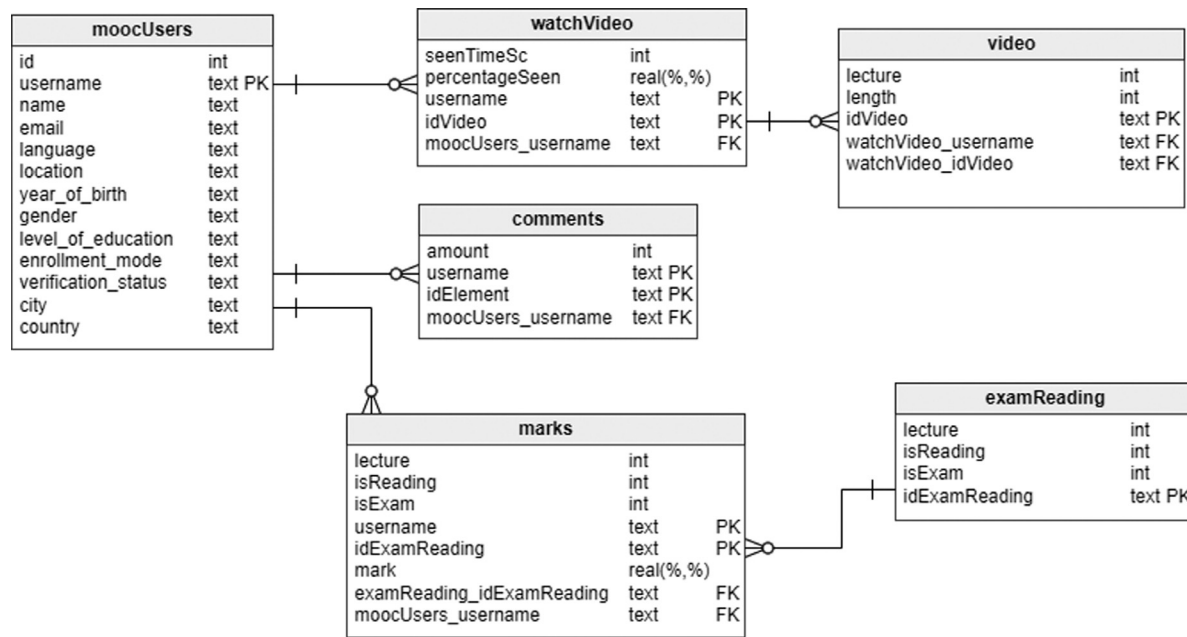 moocUsers
id int
username text PK
name text
email text
language text
location text
year_of_birth text
gender text
level_of_education text
enrollment_mode text
verification_status text
city text
country text
watchVideo
seenTimeSc int
percentageSeen real(%,%)
username text PK
idVideo text PK
moocUsers_username text FK
video
lecture int
length int
idVideo text PK
watchVideo_username text FK
watchVideo_idVideo text FK
comments
amount int
username text PK
idElement text PK
moocUsers_username text FK
marks
lecture int
isReading int
isExam int
username text PK
idExamReading text PK
mark real(%,%)
examReading_idExamReading text FK
moocUsers_username text FK
examReading
lecture int
isReading int
isExam int
idExamReading text PK